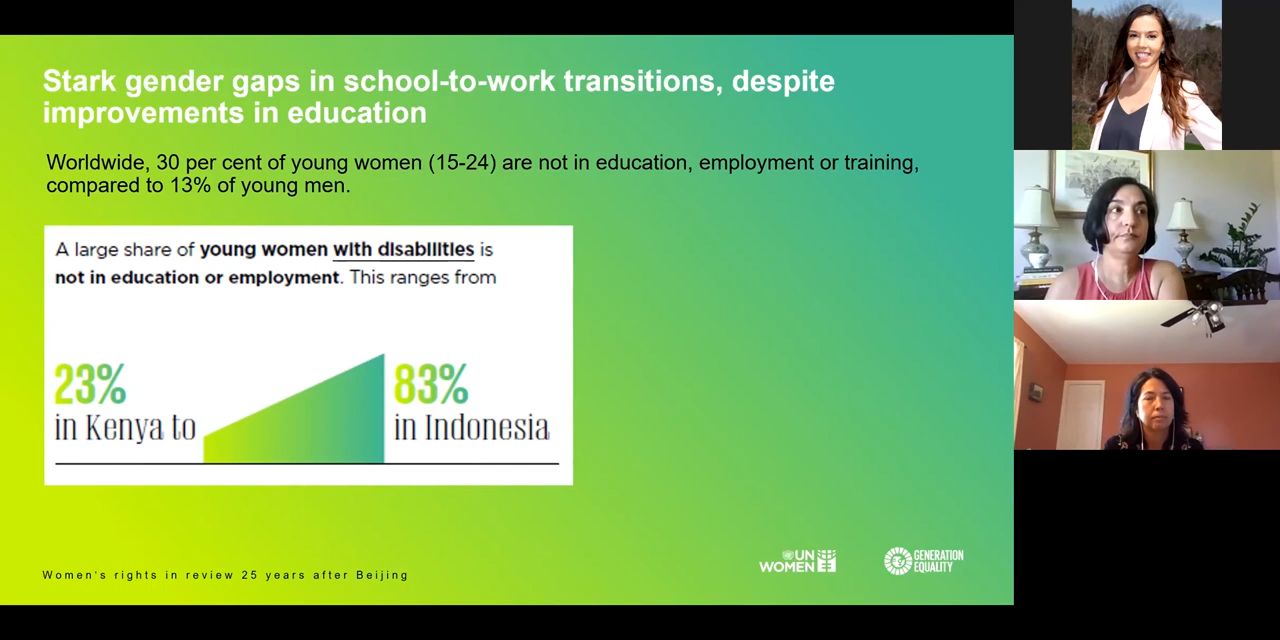 Stark gender gaps in school-to-work transitions, despite
improvements in education
Worldwide, 30 per cent of young women (15-24) are not in education, employment or training,
compared to 13% of young men.
A large share of young women with disabilities is
not in education or employment. This ranges from
23%
in Kenya to
83%
in Indonesia
Women's rights in review 25 years after Beijing
UN
WOMEN
GENERATION
EQUALITY